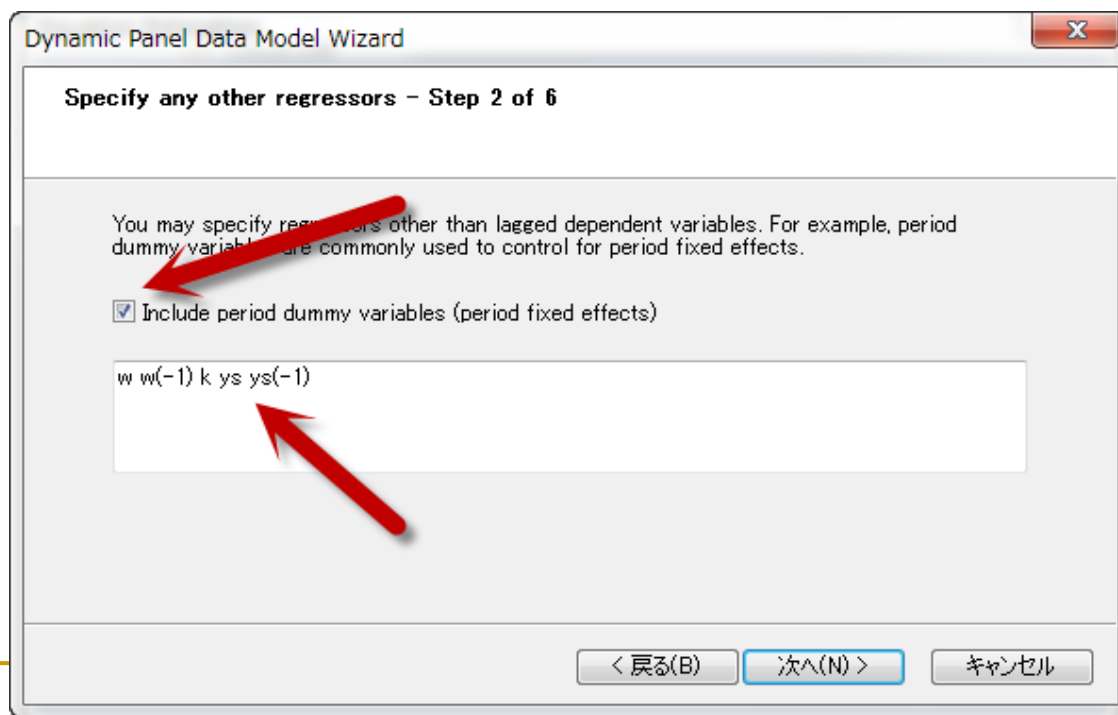 Dynamic Panel Data Model Wizard
Specify any other regressors - Step 2 of 6
You may specify regressors other than lagged dependent variables. For example, period
dummy variables are commonly used to control for period fixed effects.
Include period dummy variables (period fixed effects)
w w(-1) k ys ys(-1)
< 戻る(B)
次へ(N) >
キャンセル